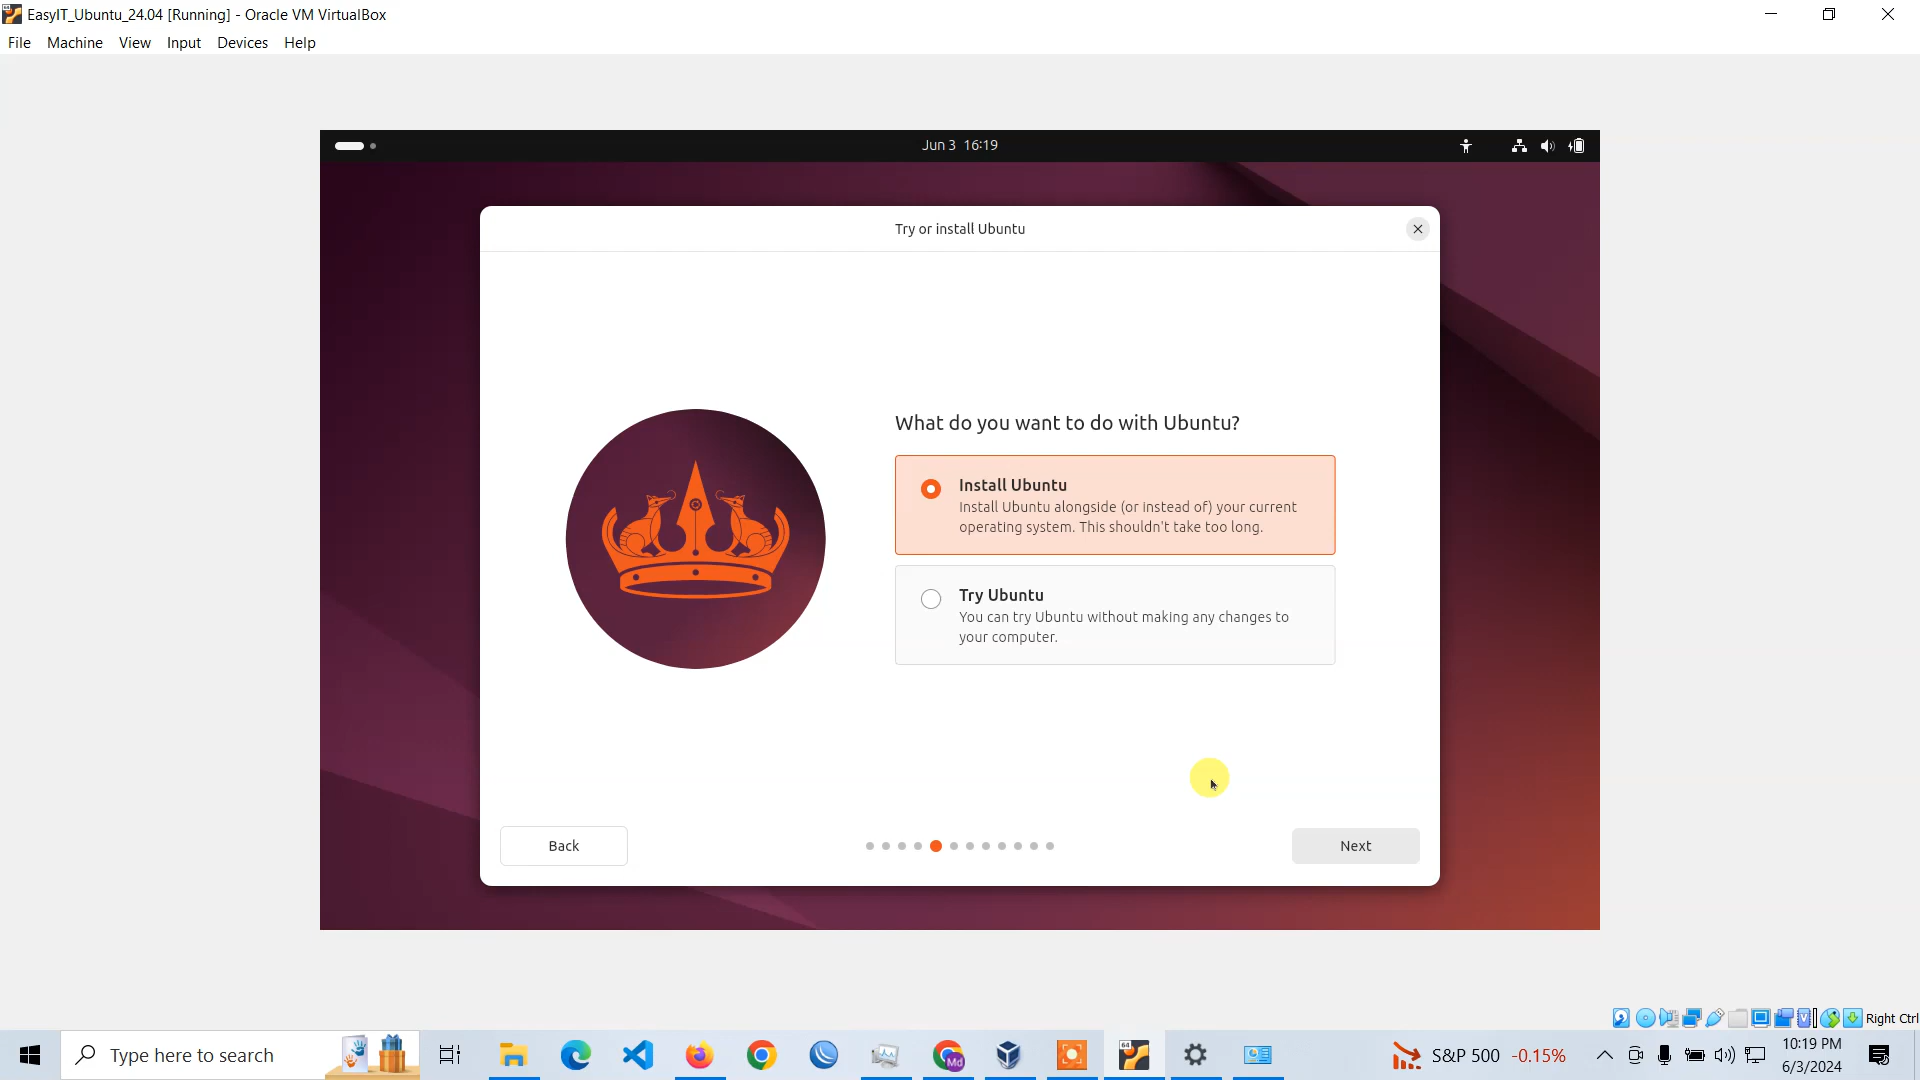 EasyIT_Ubuntu_24.04 [Running] - Oracle VM VirtualBox
File Machine View Input Devices Help
Jun 3 16:19
Try or install Ubuntu
What do you want to do with Ubuntu?
Install Ubuntu
Install Ubuntu alongside (or instead of) your current
operating system. This shouldn't take too long.
Try Ubuntu
You can try Ubuntu without making any changes to
your computer.
Back
Next
Right Ctrl
Type here to search
Md
64
S&P 500 -0.15%
10:19 PM
6/3/2024